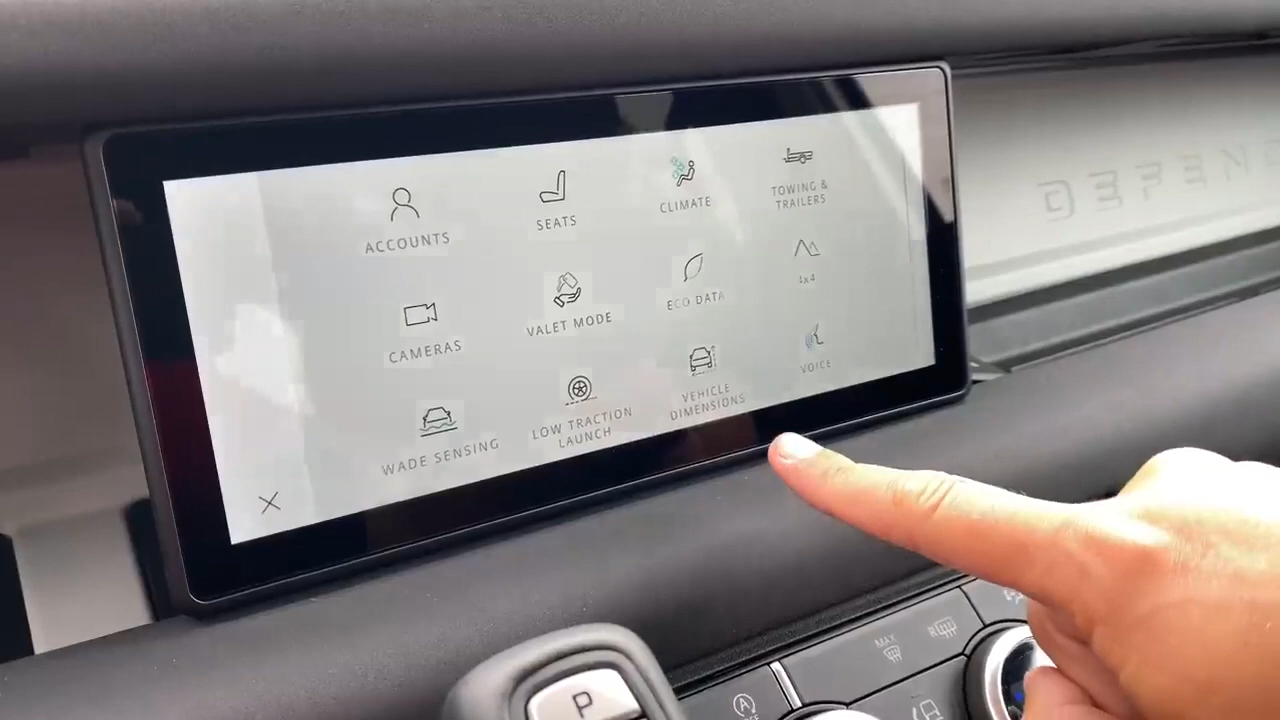 ACCOUNTS
SEATS
CLIMATE
TOWING &
TRAILERS
CAMERAS
VALET MODE
ECO DATA
4x4
WADE SENSING
LOW TRACTION
LAUNCH
VEHICLE
DIMENSIONS
VOICE
DEFEN
P
MAX
R
A